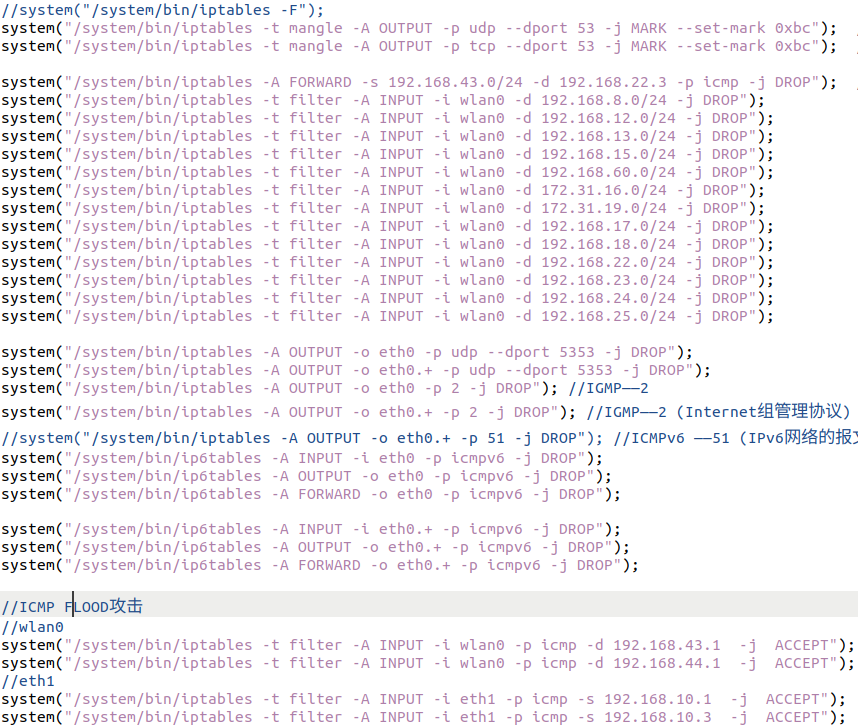 //system("/system/bin/iptables -F");
system("/system/bin/iptables -t mangle -A OUTPUT -p udp --dport 53 -j MARK --set-mark 0xbc");
system("/system/bin/iptables -t mangle -A OUTPUT -p tcp --dport 53 -j MARK --set-mark 0xbc");
system("/system/bin/iptables -A FORWARD -s 192.168.43.0/24 -d 192.168.22.3 -p icmp -j DROP");
system("/system/bin/iptables -t filter -A INPUT -i wlan0 -d 192.168.8.0/24 -j DROP");
system("/system/bin/iptables -t filter -A INPUT -i wlan0 -d 192.168.12.0/24 -j DROP");
system("/system/bin/iptables -t filter -A INPUT -i wlan0 -d 192.168.13.0/24 -j DROP");
system("/system/bin/iptables -t filter -A INPUT -i wlan0 -d 192.168.15.0/24 -j DROP");
system("/system/bin/iptables -t filter -A INPUT -i wlan0 -d 192.168.60.0/24 -j DROP");
system("/system/bin/iptables -t filter -A INPUT -i wlan0 -d 172.31.16.0/24 -j DROP");
system("/system/bin/iptables -t filter -A INPUT -i wlan0 -d 172.31.19.0/24 -j DROP");
system("/system/bin/iptables -t filter -A INPUT -i wlan0 -d 192.168.17.0/24 -j DROP");
system("/system/bin/iptables -t filter -A INPUT -i wlan0 -d 192.168.18.0/24 -j DROP");
system("/system/bin/iptables -t filter -A INPUT -i wlan0 -d 192.168.22.0/24 -j DROP");
system("/system/bin/iptables -t filter -A INPUT -i wlan0 -d 192.168.23.0/24 -j DROP");
system("/system/bin/iptables -t filter -A INPUT -i wlan0 -d 192.168.24.0/24 -j DROP");
system("/system/bin/iptables -t filter -A INPUT -i wlan0 -d 192.168.25.0/24 -j DROP");
system("/system/bin/iptables -A OUTPUT -o eth0 -p udp --dport 5353 -j DROP");
system("/system/bin/iptables -A OUTPUT -o eth0.+ -p udp --dport 5353 -j DROP");
system("/system/bin/iptables -A OUTPUT -o eth0 -p 2 -j DROP"); //IGMP——2
system("/system/bin/iptables -A OUTPUT -o eth0.+ -p 2 -j DROP"); //IGMP——2 (Internet组管理协议)
//system("/system/bin/iptables -A OUTPUT -o eth0.+ -p 51 -j DROP"); //ICMPv6 ——51 (IPv6网络的报
system("/system/bin/ip6tables -A INPUT -i eth0 -p icmpv6 -j DROP");
system("/system/bin/ip6tables -A OUTPUT -o eth0 -p icmpv6 -j DROP");
system("/system/bin/ip6tables -A FORWARD -o eth0 -p icmpv6 -j DROP");
system("/system/bin/ip6tables -A INPUT -i eth0.+ -p icmpv6 -j DROP");
system("/system/bin/ip6tables -A OUTPUT -o eth0.+ -p icmpv6 -j DROP");
system("/system/bin/ip6tables -A FORWARD -o eth0.+ -p icmpv6 -j DROP");
//ICMP FLOOD攻击
//wlan0
system("/system/bin/iptables -t filter -A INPUT -i wlan0 -p icmp -d 192.168.43.1  -j  ACCEPT");
system("/system/bin/iptables -t filter -A INPUT -i wlan0 -p icmp -d 192.168.44.1  -j  ACCEPT");
//eth1
system("/system/bin/iptables -t filter -A INPUT -i eth1 -p icmp -s 192.168.10.1  -j  ACCEPT");
system("/system/bin/iptables -t filter -A INPUT -i eth1 -p icmp -s 192.168.10.3  -j  ACCEPT");